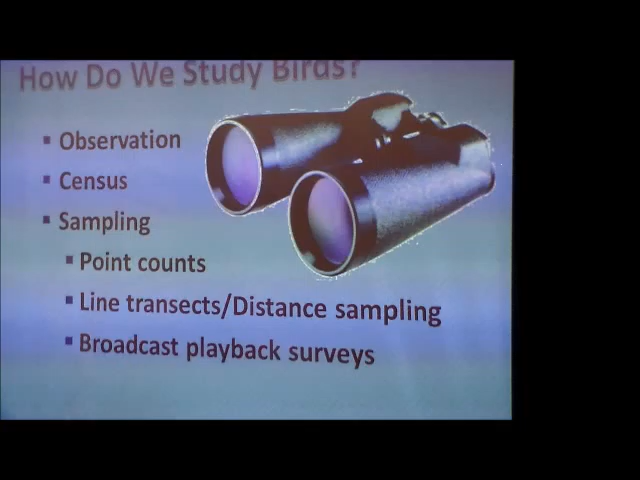 How Do We Study Birds?
▪ Observation
▪ Census
▪ Sampling
▪ Point counts
▪ Line transects/Distance sampling
▪ Broadcast playback surveys